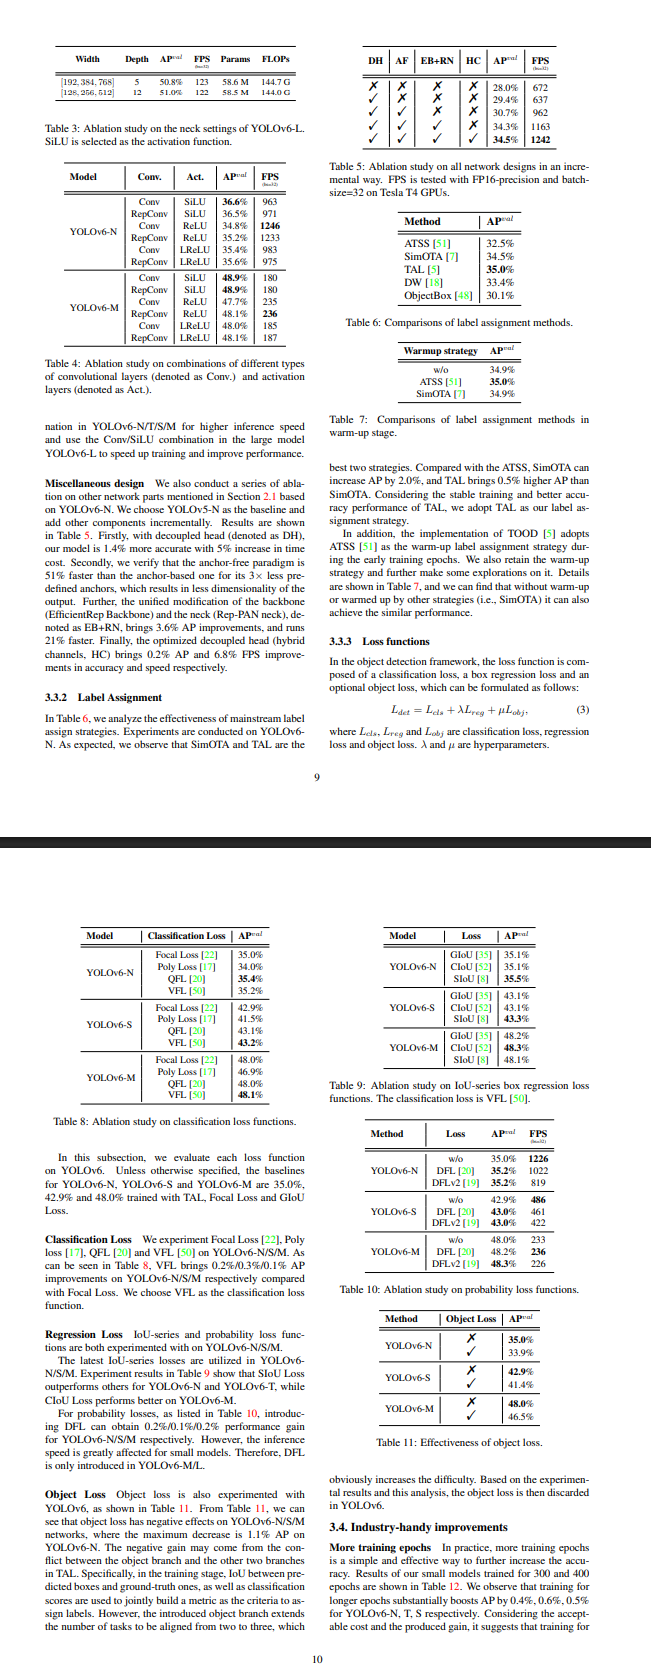 Width Depth APval FPS Params FLOPs
(bs=32)
[192, 384, 768] 5 50.8% 123 58.6 M 144.7 G
[128, 256, 512] 12 51.0% 122 58.5 M 144.0 G
Table 3: Ablation study on the neck settings of YOLOv6-L.
SiLU is selected as the activation function.
Model Conv. Act. APval FPS
(bs=32)
YOLOv6-N
Conv SiLU 36.6% 963
RepConv SiLU 36.5% 971
Conv ReLU 34.8% 1246
RepConv ReLU 35.2% 1233
Conv LReLU 35.4% 983
RepConv LReLU 35.6% 975
YOLOv6-M
Conv SiLU 48.9% 180
RepConv SiLU 48.9% 180
Conv ReLU 47.7% 235
RepConv ReLU 48.1% 236
Conv LReLU 48.0% 185
RepConv LReLU 48.1% 187
Table 4: Ablation study on combinations of different types
of convolutional layers (denoted as Conv.) and activation
layers (denoted as Act.).
nation in YOLOv6-N/T/S/M for higher inference speed
and use the Conv/SiLU combination in the large model
YOLOv6-L to speed up training and improve performance.
Miscellaneous design We also conduct a series of abla-
tion on other network parts mentioned in Section 2.1 based
on YOLOv6-N. We choose YOLOv5-N as the baseline and
add other components incrementally. Results are shown
in Table 5. Firstly, with decoupled head (denoted as DH),
our model is 1.4% more accurate with 5% increase in time
cost. Secondly, we verify that the anchor-free paradigm is
51% faster than the anchor-based one for its 3× less pre-
defined anchors, which results in less dimensionality of the
output. Further, the unified modification of the backbone
(EfficientRep Backbone) and the neck (Rep-PAN neck), de-
noted as EB+RN, brings 3.6% AP improvements, and runs
21% faster. Finally, the optimized decoupled head (hybrid
channels, HC) brings 0.2% AP and 6.8% FPS improve-
ments in accuracy and speed respectively.
3.3.2 Label Assignment
In Table 6, we analyze the effectiveness of mainstream label
assign strategies. Experiments are conducted on YOLOv6-
N. As expected, we observe that SimOTA and TAL are the
DH AF EB+RN HC APval FPS
(bs=32)
✗ ✗ ✗ ✗ 28.0% 672
✓ ✗ ✗ ✗ 29.4% 637
✓ ✓ ✗ ✗ 30.7% 962
✓ ✓ ✓ ✗ 34.3% 1163
✓ ✓ ✓ ✓ 34.5% 1242
Table 5: Ablation study on all network designs in an incre-
mental way. FPS is tested with FP16-precision and batch-
size=32 on Tesla T4 GPUs.
Method APval
ATSS [51] 32.5%
SimOTA [7] 34.5%
TAL [5] 35.0%
DW [18] 33.4%
ObjectBox [48] 30.1%
Table 6: Comparisons of label assignment methods.
Warmup strategy APval
w/o 34.9%
ATSS [51] 35.0%
SimOTA [7] 34.9%
Table 7: Comparisons of label assignment methods in
warm-up stage.
best two strategies. Compared with the ATSS, SimOTA can
increase AP by 2.0%, and TAL brings 0.5% higher AP than
SimOTA. Considering the stable training and better accu-
racy performance of TAL, we adopt TAL as our label as-
signment strategy.
In addition, the implementation of TOOD [5] adopts
ATSS [51] as the warm-up label assignment strategy dur-
ing the early training epochs. We also retain the warm-up
strategy and further make some explorations on it. Details
are shown in Table 7, and we can find that without warm-up
or warmed up by other strategies (i.e., SimOTA) it can also
achieve the similar performance.
3.3.3 Loss functions
In the object detection framework, the loss function is com-
posed of a classification loss, a box regression loss and an
optional object loss, which can be formulated as follows:
Ldet = Lcls + λLreg + μLobj, (3)
where Lcls, Lreg and Lobj are classification loss, regression
loss and object loss. λ and μ are hyperparameters.
9
Model Classification Loss APval
YOLOv6-N
Focal Loss [22] 35.0%
Poly Loss [17] 34.0%
QFL [20] 35.4%
VFL [50] 35.2%
YOLOv6-S
Focal Loss [22] 42.9%
Poly Loss [17] 41.5%
QFL [20] 43.1%
VFL [50] 43.2%
YOLOv6-M
Focal Loss [22] 48.0%
Poly Loss [17] 46.9%
QFL [20] 48.0%
VFL [50] 48.1%
Table 8: Ablation study on classification loss functions.
In this subsection, we evaluate each loss function
on YOLOv6. Unless otherwise specified, the baselines
for YOLOv6-N, YOLOv6-S and YOLOv6-M are 35.0%,
42.9% and 48.0% trained with TAL, Focal Loss and GIoU
Loss.
Classification Loss We experiment Focal Loss [22], Poly
loss [17], QFL [20] and VFL [50] on YOLOv6-N/S/M. As
can be seen in Table 8, VFL brings 0.2%/0.3%/0.1% AP
improvements on YOLOv6-N/S/M respectively compared
with Focal Loss. We choose VFL as the classification loss
function.
Regression Loss IoU-series and probability loss func-
tions are both experimented with on YOLOv6-N/S/M.
The latest IoU-series losses are utilized in YOLOv6-
N/S/M. Experiment results in Table 9 show that SIoU Loss
outperforms others for YOLOv6-N and YOLOv6-T, while
CIoU Loss performs better on YOLOv6-M.
For probability losses, as listed in Table 10, introduc-
ing DFL can obtain 0.2%/0.1%/0.2% performance gain
for YOLOv6-N/S/M respectively. However, the inference
speed is greatly affected for small models. Therefore, DFL
is only introduced in YOLOv6-M/L.
Object Loss Object loss is also experimented with
YOLOv6, as shown in Table 11. From Table 11, we can
see that object loss has negative effects on YOLOv6-N/S/M
networks, where the maximum decrease is 1.1% AP on
YOLOv6-N. The negative gain may come from the con-
flict between the object branch and the other two branches
in TAL. Specifically, in the training stage, IoU between pre-
dicted boxes and ground-truth ones, as well as classification
scores are used to jointly build a metric as the criteria to as-
sign labels. However, the introduced object branch extends
the number of tasks to be aligned from two to three, which
Model Loss APval
YOLOv6-N
GIoU [35] 35.1%
CIoU [52] 35.1%
SIoU [8] 35.5%
YOLOv6-S
GIoU [35] 43.1%
CIoU [52] 43.1%
SIoU [8] 43.3%
YOLOv6-M
GIoU [35] 48.2%
CIoU [52] 48.3%
SIoU [8] 48.1%
Table 9: Ablation study on IoU-series box regression loss
functions. The classification loss is VFL [50].
Method Loss APval FPS
(bs=32)
YOLOv6-N
w/o 35.0% 1226
DFL [20] 35.2% 1022
DFLv2 [19] 35.2% 819
YOLOv6-S
w/o 42.9% 486
DFL [20] 43.0% 461
DFLv2 [19] 43.0% 422
YOLOv6-M
w/o 48.0% 233
DFL [20] 48.2% 236
DFLv2 [19] 48.3% 226
Table 10: Ablation study on probability loss functions.
Method Object Loss APval
YOLOv6-N
✗ 35.0%
✓ 33.9%
YOLOv6-S
✗ 42.9%
✓ 41.4%
YOLOv6-M
✗ 48.0%
✓ 46.5%
Table 11: Effectiveness of object loss.
obviously increases the difficulty. Based on the experimen-
tal results and this analysis, the object loss is then discarded
in YOLOv6.
3.4. Industry-handy improvements
More training epochs In practice, more training epochs
is a simple and effective way to further increase the accu-
racy. Results of our small models trained for 300 and 400
epochs are shown in Table 12. We observe that training for
longer epochs substantially boosts AP by 0.4%, 0.6%, 0.5%
for YOLOv6-N, T, S respectively. Considering the accept-
able cost and the produced gain, it suggests that training for
10